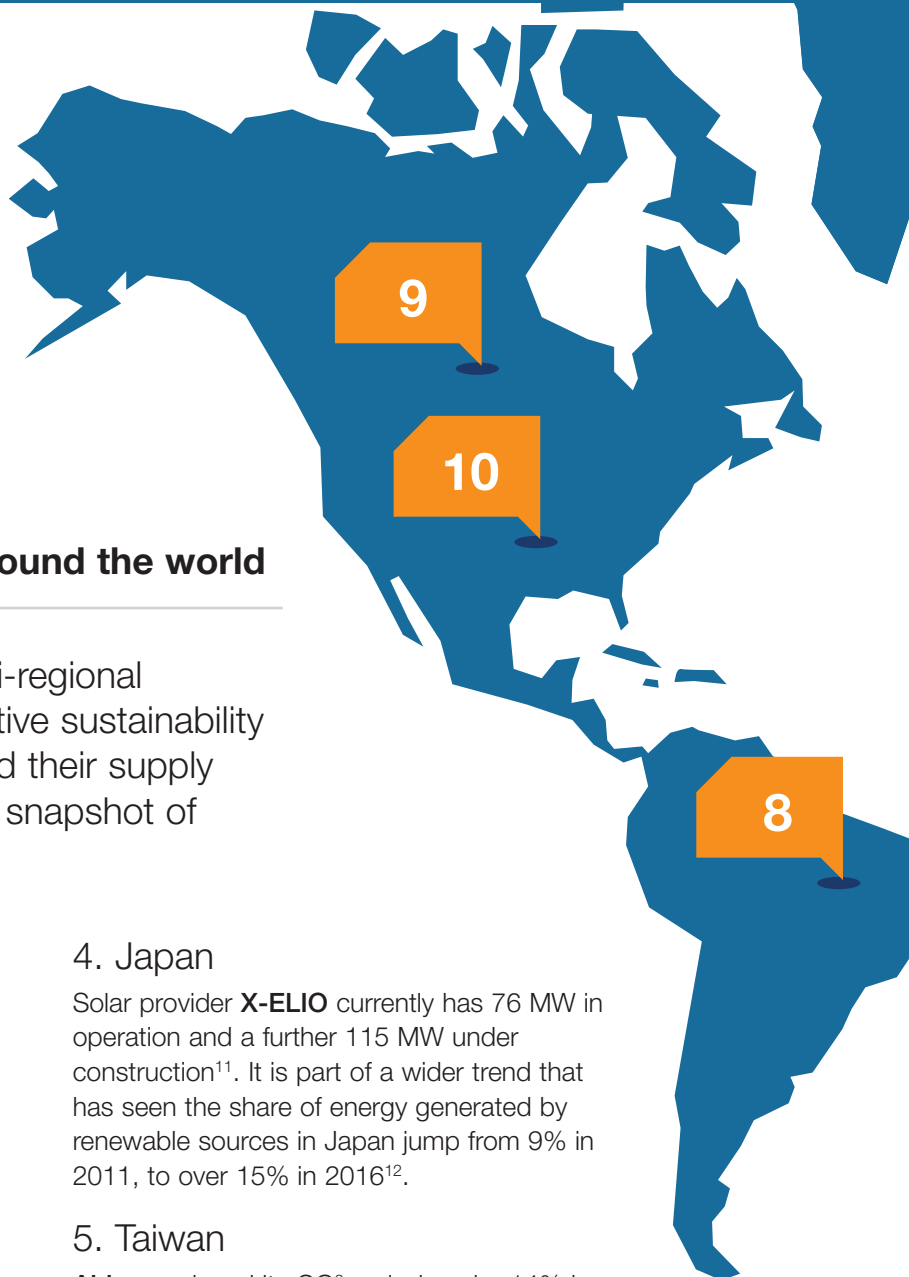 9
10
ound the world
i-regional
tive sustainability
d their supply
snapshot of
8
4. Japan
Solar provider X-ELIO currently has 76 MW in
operation and a further 115 MW under
construction¹¹. It is part of a wider trend that
has seen the share of energy generated by
renewable sources in Japan jump from 9% in
2011, to over 15% in 2016¹².
5. Taiwan